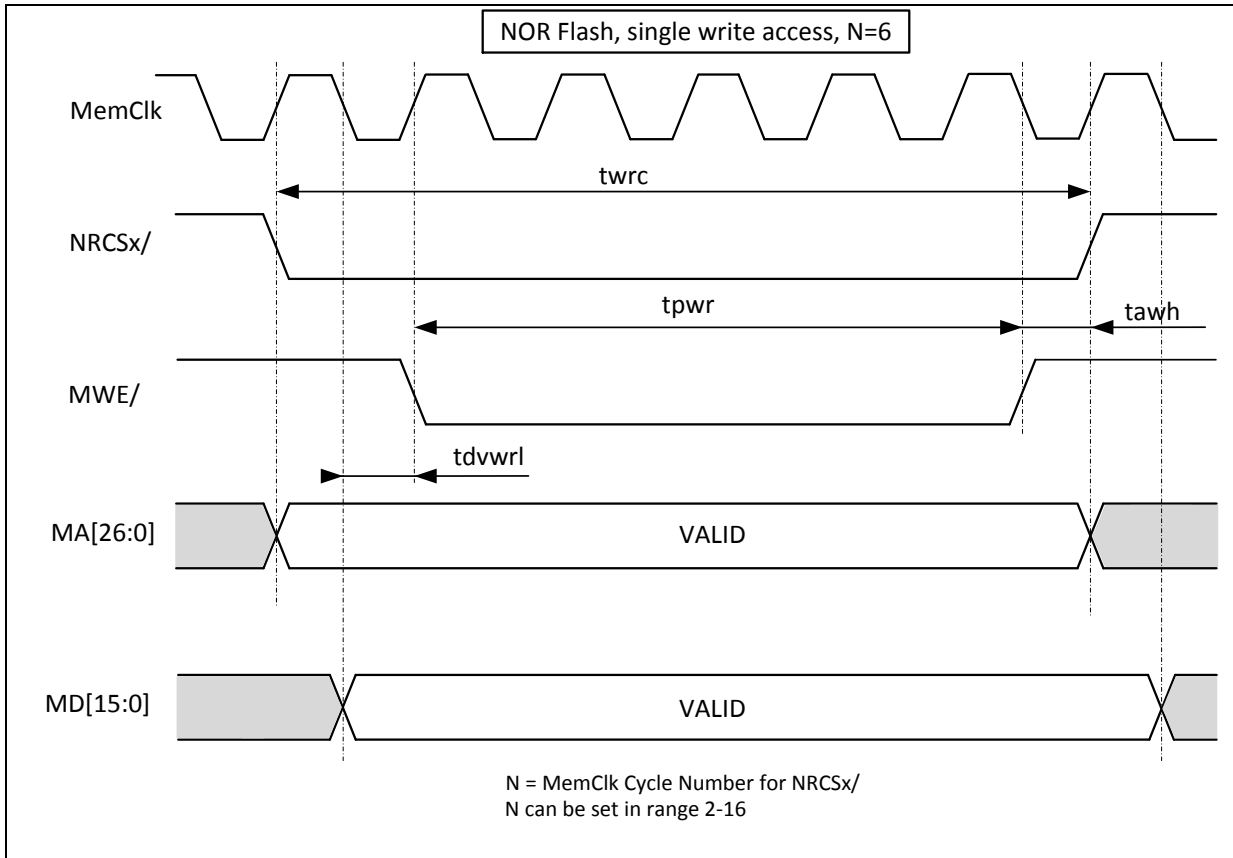 NOR Flash, single write access, N=6
MemClk
twrc
NRCSx/
tpwr
tawh
MWE/
tdvwrl
MA[26:0]
VALID
MD[15:0]
VALID
N = MemClk Cycle Number for NRCSx/
N can be set in range 2-16